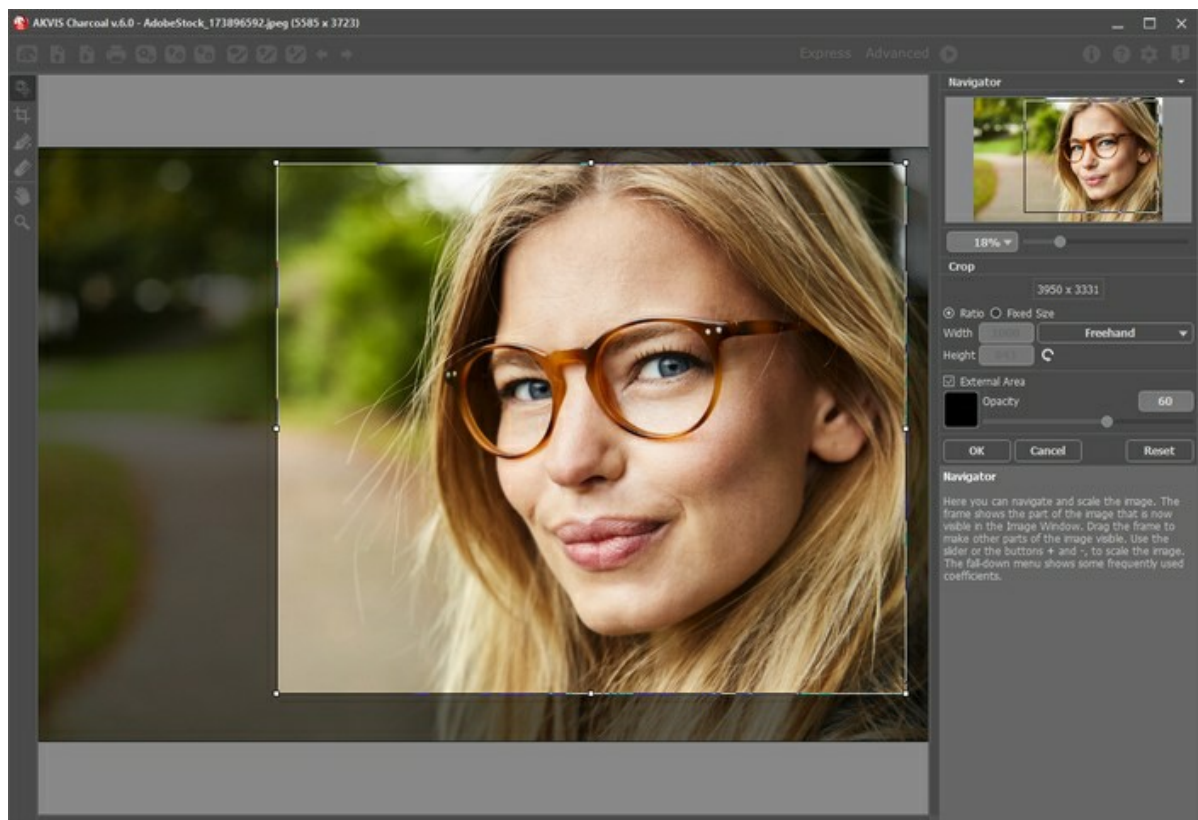 AKVIS Charcoal v.6.0 - AdobeStock_173896592.jpeg (5585 x 3723)
Express Advanced
Navigator
18%
Crop
3950 x 3331
Ratio Fixed Size
Width Freehand
Height
External Area
Opacity 60
OK Cancel Reset
Navigator
Here you can navigate and scale the image. The
frame shows the part of the image that is now
visible in the Image Window. Drag the frame to
make other parts of the image visible. Use the
slider or the buttons + and -, to scale the image.
The fall-down menu shows some frequently used
coefficients.